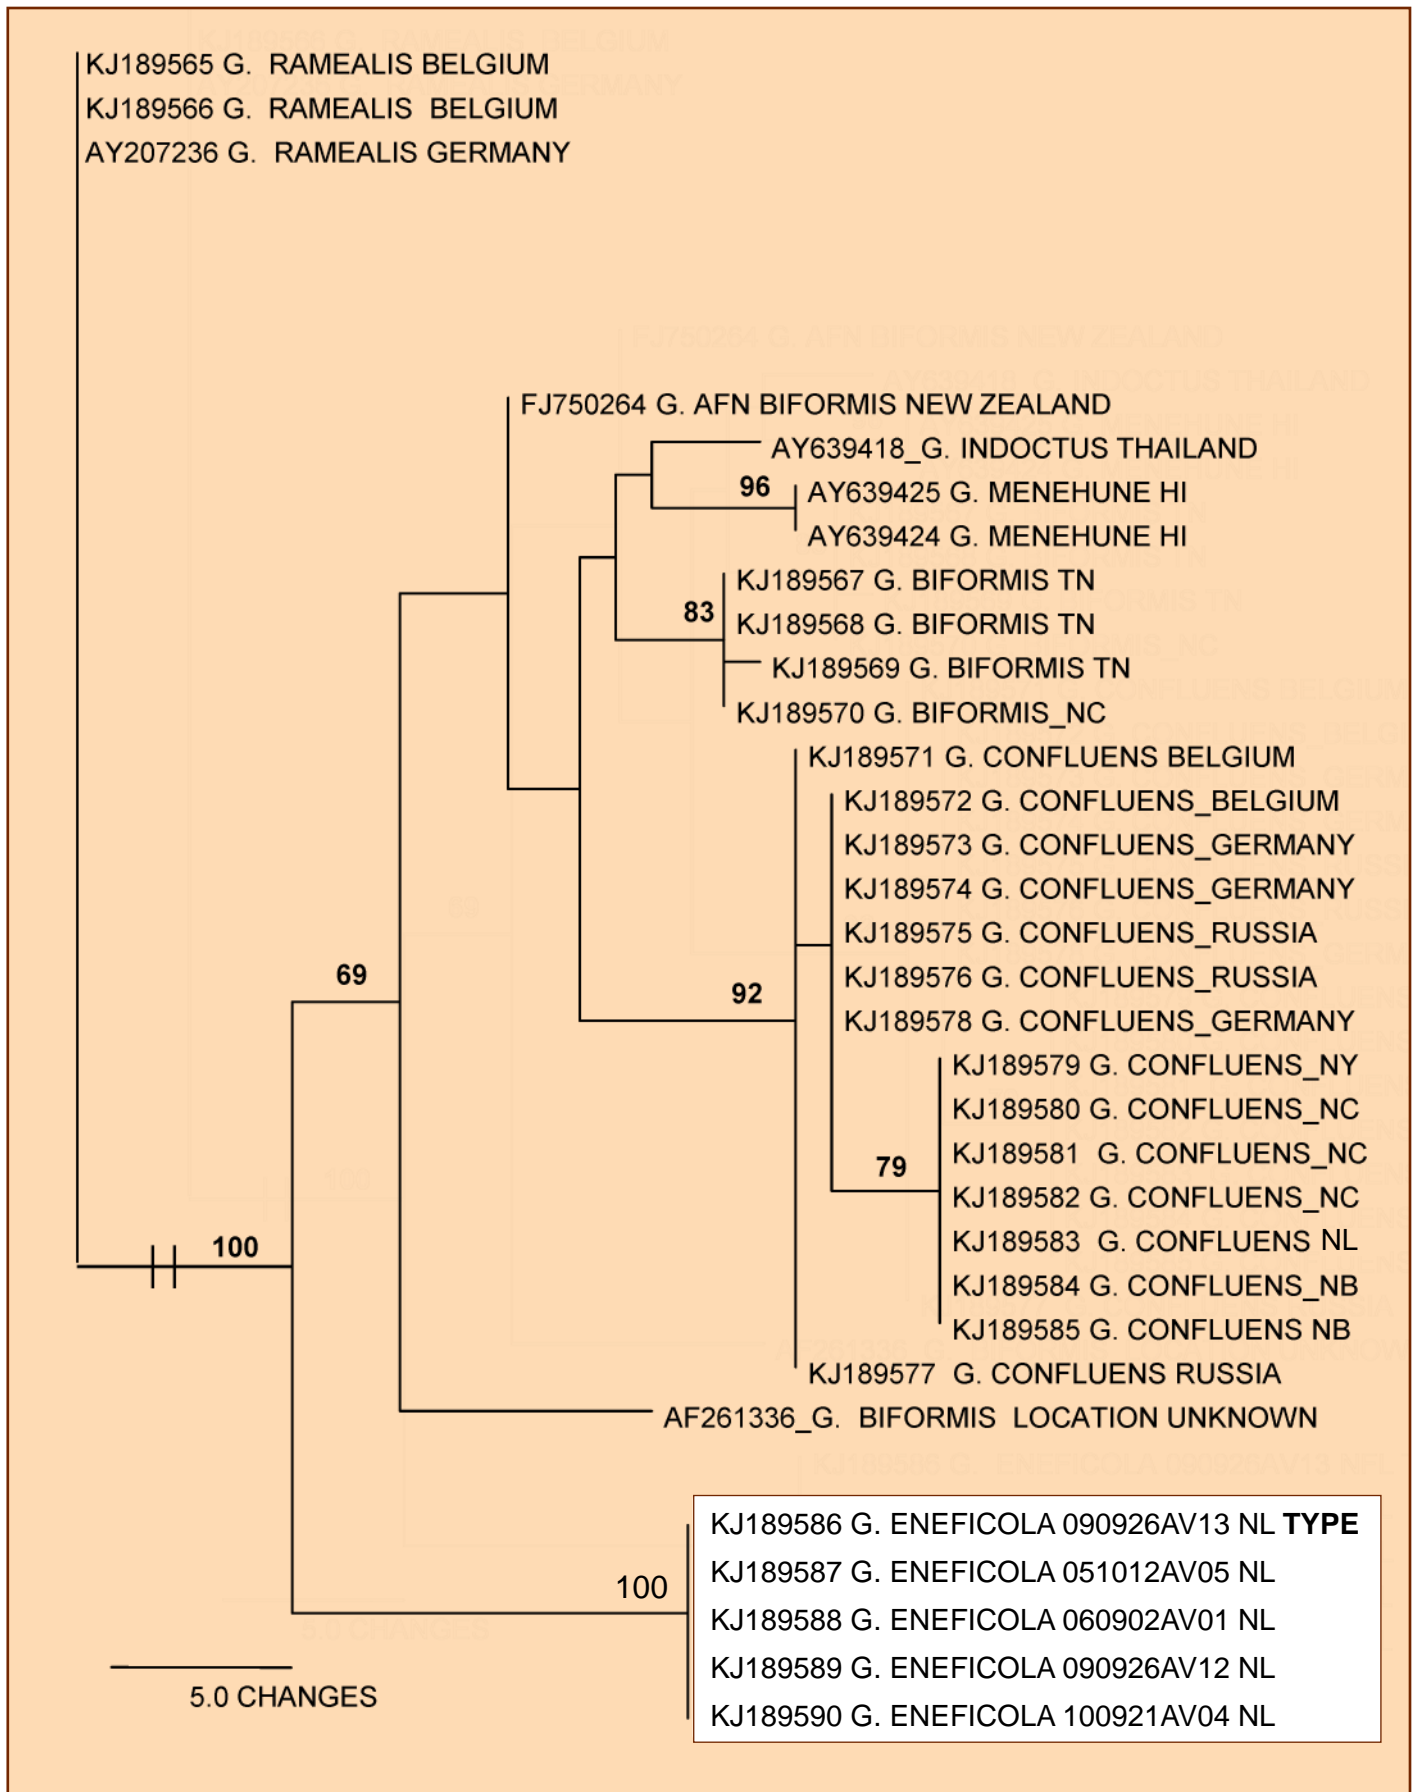 KJ189565 G. RAMEALIS BELGIUM
KJ189566 G. RAMEALIS BELGIUM
AY207236 G. RAMEALIS GERMANY
FJ750264 G. AFN BIFORMIS NEW ZEALAND
AY639418_G. INDOCTUS THAILAND
96
AY639425 G. MENEHUNE HI
AY639424 G. MENEHUNE HI
KJ189567 G. BIFORMIS TN
83
KJ189568 G. BIFORMIS TN
KJ189569 G. BIFORMIS TN
KJ189570 G. BIFORMIS_NC
KJ189571 G. CONFLUENS BELGIUM
KJ189572 G. CONFLUENS_BELGIUM
KJ189573 G. CONFLUENS_GERMANY
KJ189574 G. CONFLUENS_GERMANY
KJ189575 G. CONFLUENS_RUSSIA
69
KJ189576 G. CONFLUENS_RUSSIA
92
KJ189578 G. CONFLUENS_GERMANY
KJ189579 G. CONFLUENS_NY
KJ189580 G. CONFLUENS_NC
KJ189581 G. CONFLUENS_NC
79
KJ189582 G. CONFLUENS_NC
KJ189583 G. CONFLUENS NL
100
KJ189584 G. CONFLUENS_NB
KJ189585 G. CONFLUENS NB
KJ189577 G. CONFLUENS RUSSIA
AF261336_G. BIFORMIS LOCATION UNKNOWN
KJ189586 G. ENEFICOLA 090926AV13 NL TYPE
KJ189587 G. ENEFICOLA 051012AV05 NL
100
KJ189588 G. ENEFICOLA 060902AV01 NL
KJ189589 G. ENEFICOLA 090926AV12 NL
5.0 CHANGES
KJ189590 G. ENEFICOLA 100921AV04 NL